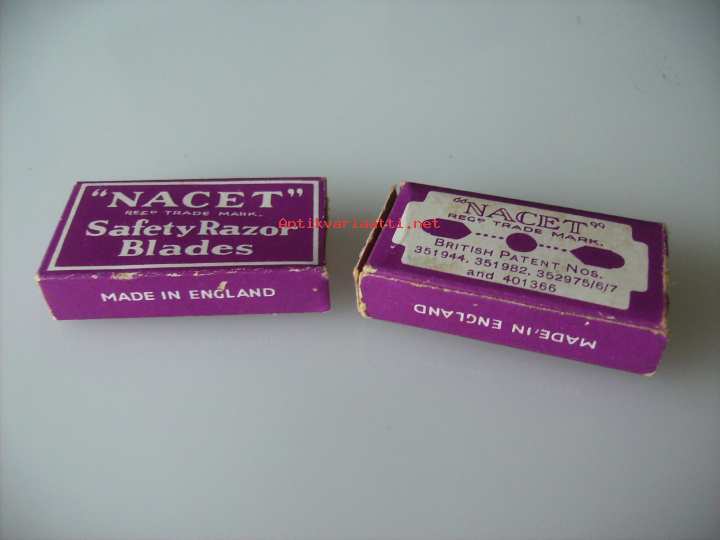 "NACET"
REGD TRADE MARK.
Safety Razor
Blades
MADE IN ENGLAND
"NACET"
REGD TRADE MARK.
BRITISH PATENT NOS.
351944, 351982, 352975/6/7
and 401366
MADE IN ENGLAND
Antikvariaatti.net